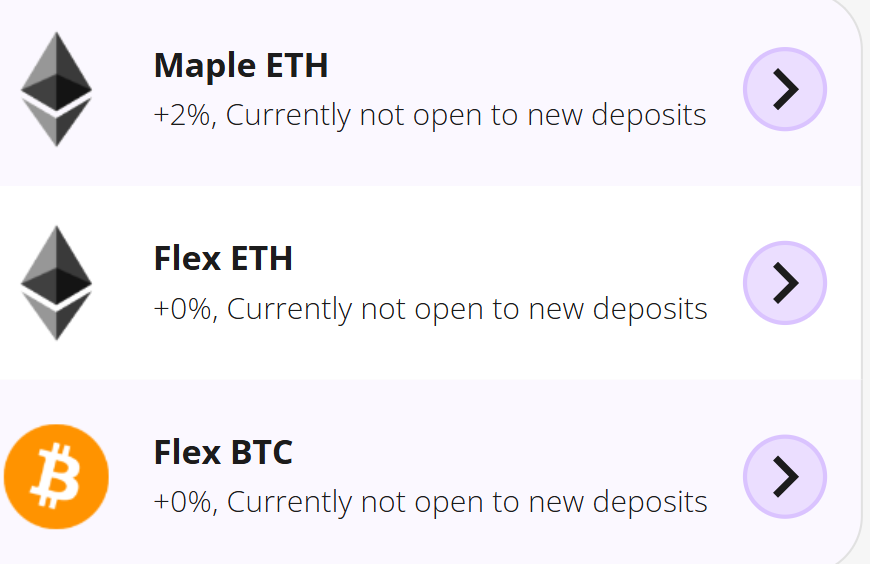 Maple ETH
+2%, Currently not open to new deposits
Flex ETH
+0%, Currently not open to new deposits
Flex BTC
+0%, Currently not open to new deposits